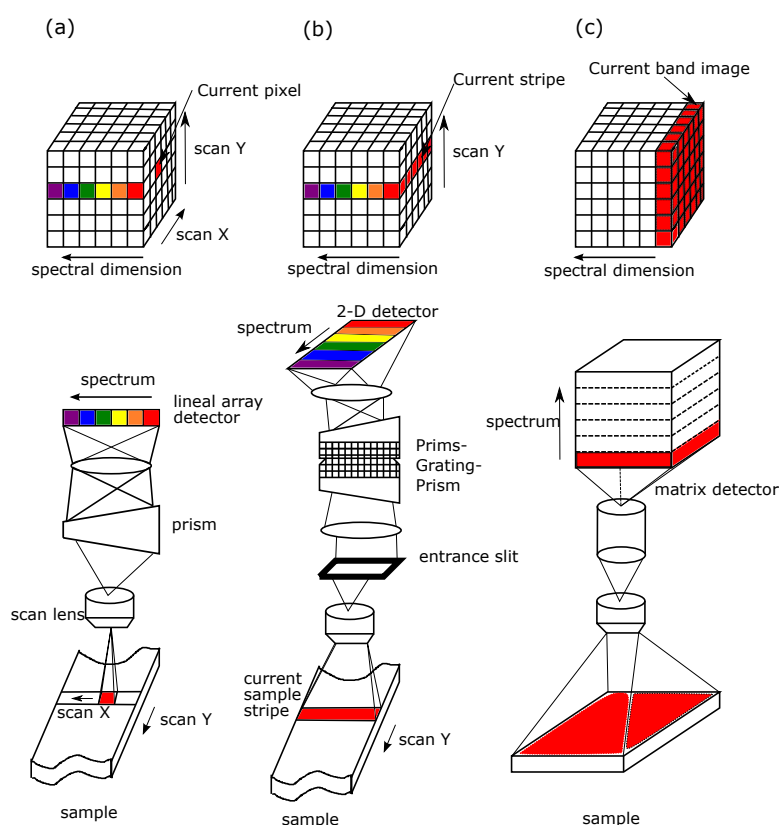 (a)
(b)
(c)
Current pixel
scan Y
scan X
spectral dimension
Current stripe
scan Y
spectral dimension
Current band image
spectral dimension
spectrum
lineal array
detector
prism
scan lens
scan X
scan Y
sample
2-D detector
spectrum
Prims-
Grating-
Prism
entrance slit
current
sample
stripe
scan Y
sample
spectrum
matrix detector
sample